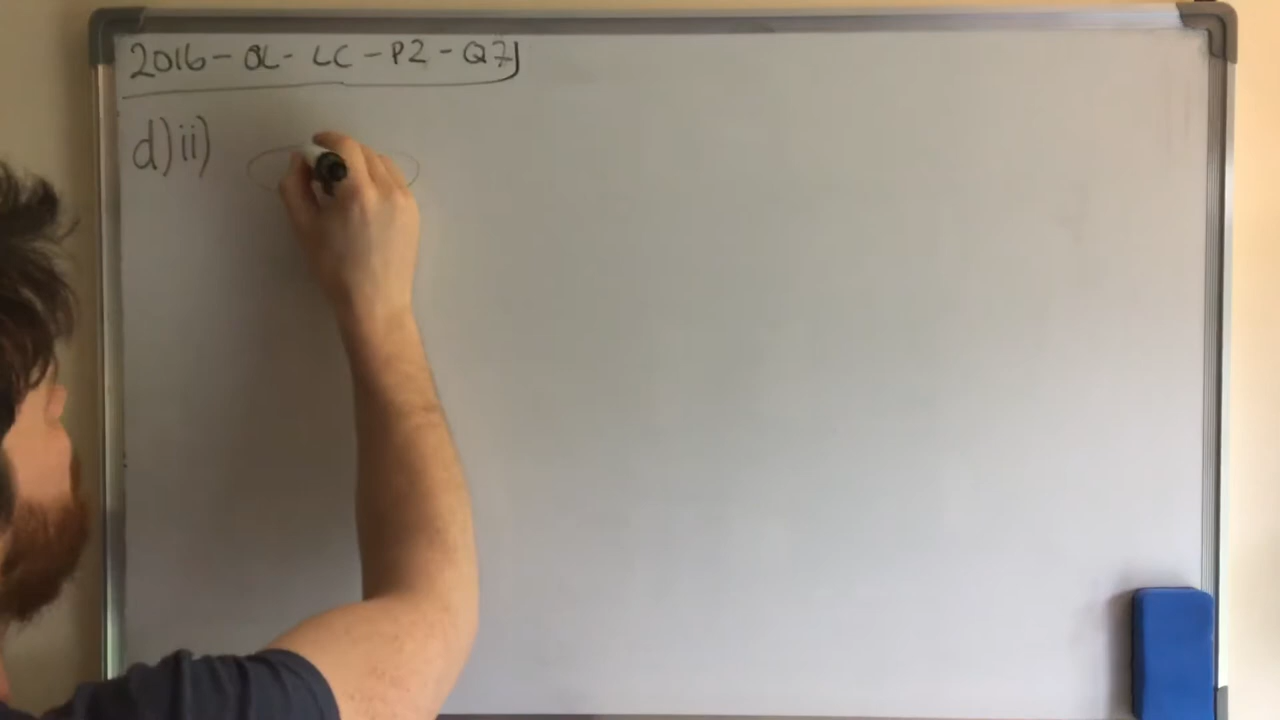 2016 - OL - LC - P2 - Q7
d) ii)